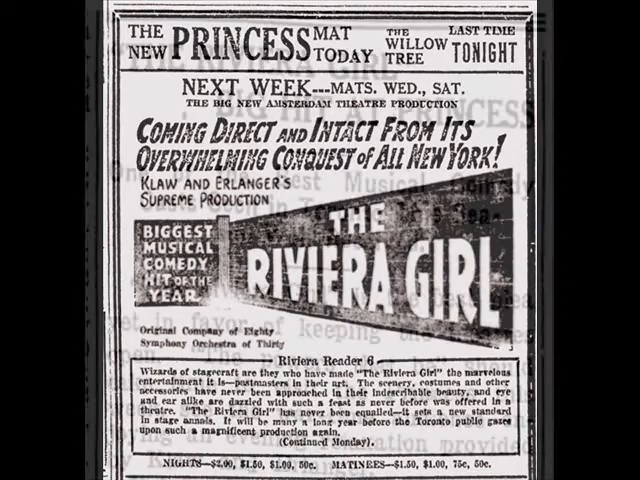 THE NEW PRINCESS MAT TODAY THE WILLOW TREE LAST TIME TONIGHT
NEXT WEEK---MATS. WED., SAT.
THE BIG NEW AMSTERDAM THEATRE PRODUCTION
COMING DIRECT AND INTACT FROM ITS
OVERWHELMING CONQUEST OF ALL NEW YORK!
KLAW AND ERLANGER'S
SUPREME PRODUCTION
BIGGEST
MUSICAL
COMEDY
HIT OF THE
YEAR
THE
RIVIERA GIRL
Original Company of Eighty
Symphony Orchestra of Thirty
Riviera Reader 6
Wizards of stagecraft are they who have made "The Riviera Girl" the marvelous
entertainment it is—pastmasters in their art. The scenery, costumes and other
accessories have never been approached in their indescribable beauty, and eye
and ear alike are dazzled with such a feast as never before was offered in a
theatre. "The Riviera Girl" has never been equalled—it sets a new standard
in stage annals. It will be many a long year before the Toronto public gazes
upon such a magnificent production again.
(Continued Monday).
NIGHTS—$2.00, $1.50, $1.00, 50c. MATINEES—$1.50, $1.00, 75c, 50c.
THE RIVIERA GIRL
BIG HIT AT PRINCESS